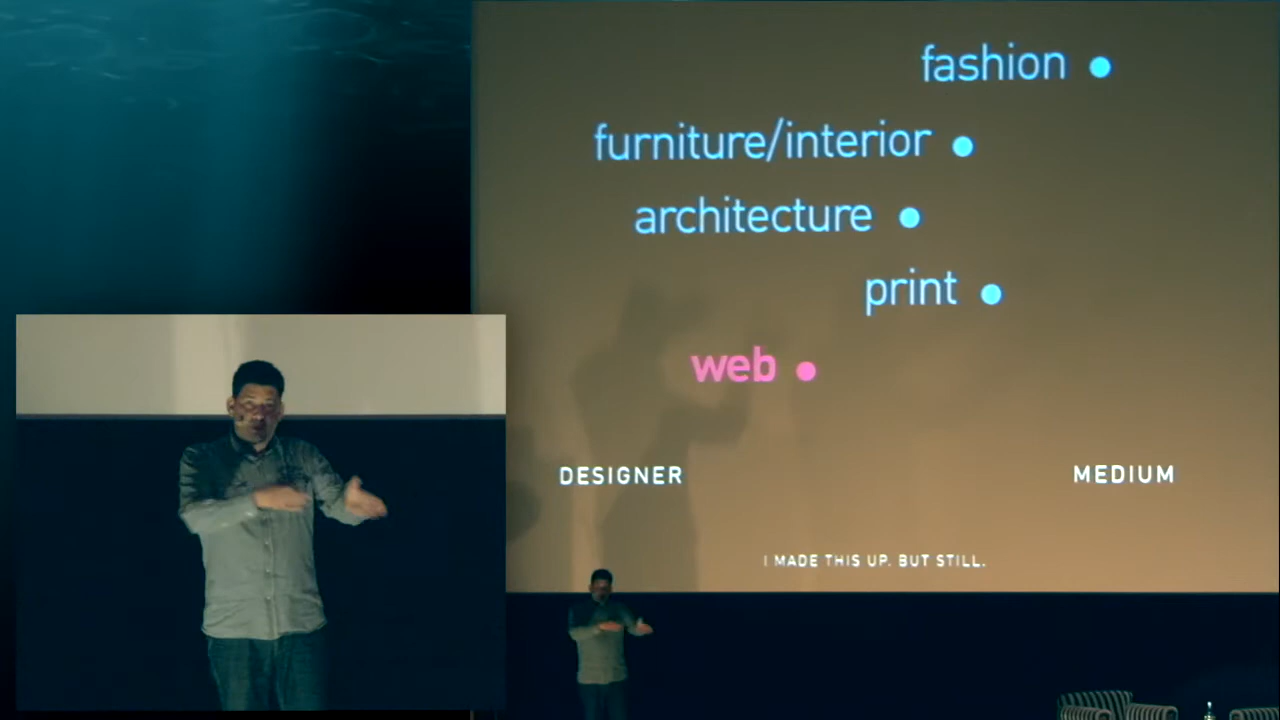 fashion
furniture/interior
architecture
print
web
DESIGNER MEDIUM
I MADE THIS UP. BUT STILL.